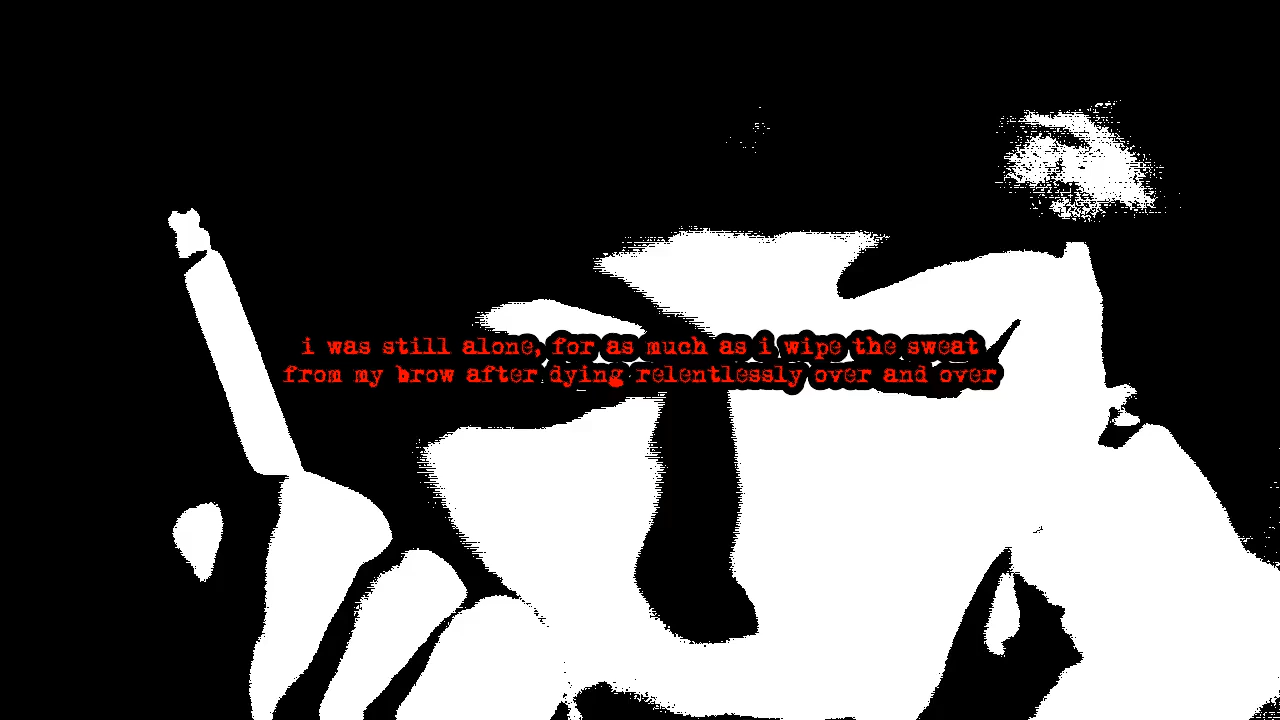 i was still alone, for as much as i wipe the sweat
from my brow after dying relentlessly over and over